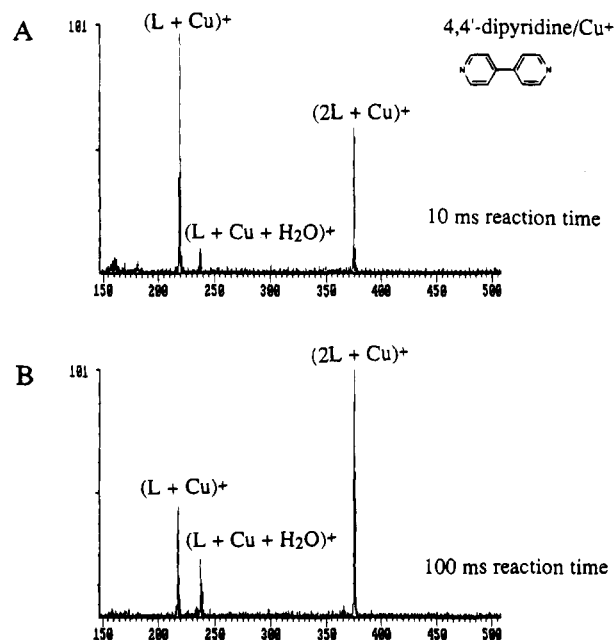 A
101
(L + Cu)+
4,4'-dipyridine/Cu+
N
N
(2L + Cu)+
(L + Cu + H2O)+
10 ms reaction time
150 200 250 300 350 400 450 500
B
101
(2L + Cu)+
(L + Cu)+
(L + Cu + H2O)+
100 ms reaction time
150 200 250 300 350 400 450 500